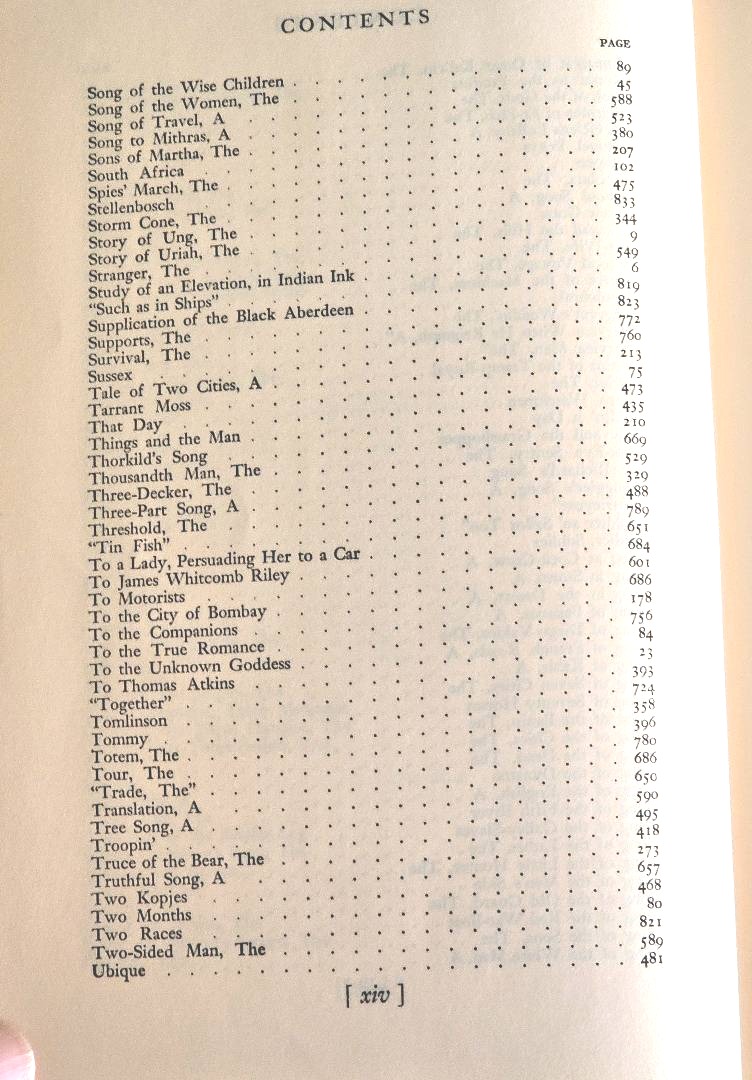 CONTENTS
PAGE
Song of the Wise Children . . . 89
Song of the Women, The . . . 45
Song of Travel, A . . . 588
Song to Mithras, A . . . 523
Sons of Martha, The . . . 380
South Africa . . . 207
Spies' March, The . . . 102
Stellenbosch . . . 475
Storm Cone, The . . . 833
Story of Ung, The . . . 344
Story of Uriah, The . . . 9
Stranger, The . . . 549
Study of an Elevation, in Indian Ink . . . 6
“Such as in Ships” . . . 819
Supplication of the Black Aberdeen . . . 823
Supports, The . . . 772
Survival, The . . . 760
Sussex . . . 213
Tale of Two Cities, A . . . 75
Tarrant Moss . . . 473
That Day . . . 435
Things and the Man . . . 210
Thorkild's Song . . . 669
Thousandth Man, The . . . 529
Three-Decker, The . . . 329
Three-Part Song, A . . . 488
Threshold, The . . . 789
“Tin Fish” . . . 651
To a Lady, Persuading Her to a Car . . . 684
To James Whitcomb Riley . . . 601
To Motorists . . . 686
To the City of Bombay . . . 178
To the Companions . . . 756
To the True Romance . . . 84
To the Unknown Goddess . . . 23
To Thomas Atkins . . . 393
“Together” . . . 724
Tomlinson . . . 358
Tommy . . . 396
Totem, The . . . 780
Tour, The . . . 686
“Trade, The” . . . 650
Translation, A . . . 590
Tree Song, A . . . 495
Troopin' . . . 418
Truce of the Bear, The . . . 273
Truthful Song, A . . . 657
Two Kopjes . . . 468
Two Months . . . 80
Two Races . . . 821
Two-Sided Man, The . . . 589
Ubique . . . 481
[ xiv ]